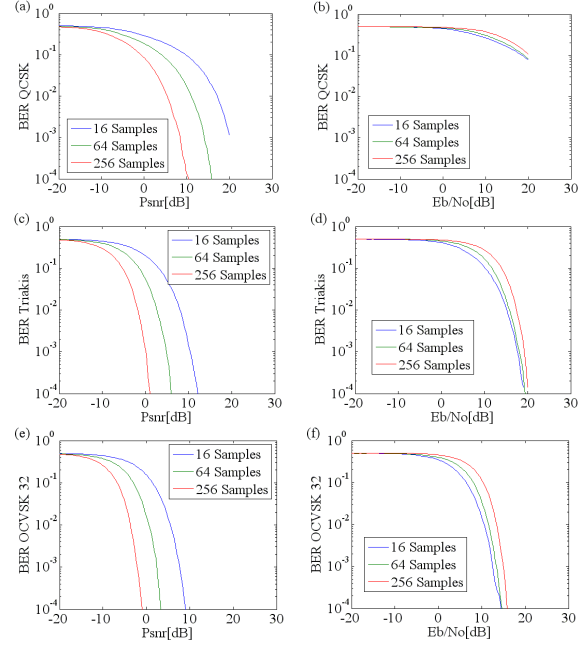 (a)
10^0
10^-1
10^-2
10^-3
10^-4
BER QCSK
16 Samples
64 Samples
256 Samples
-20 -10 0 10 20 30
Psnr[dB]
(b)
10^0
10^-1
10^-2
10^-3
10^-4
BER QCSK
16 Samples
64 Samples
256 Samples
-20 -10 0 10 20 30
Eb/No[dB]
(c)
10^0
10^-1
10^-2
10^-3
10^-4
BER Triakis
16 Samples
64 Samples
256 Samples
-20 -10 0 10 20 30
Psnr[dB]
(d)
10^0
10^-1
10^-2
10^-3
10^-4
BER Triakis
16 Samples
64 Samples
256 Samples
-20 -10 0 10 20 30
Eb/No[dB]
(e)
10^0
10^-1
10^-2
10^-3
10^-4
BER OCVSK 32
16 Samples
64 Samples
256 Samples
-20 -10 0 10 20 30
Psnr[dB]
(f)
10^0
10^-1
10^-2
10^-3
10^-4
BER OCVSK 32
16 Samples
64 Samples
256 Samples
-20 -10 0 10 20 30
Eb/No[dB]